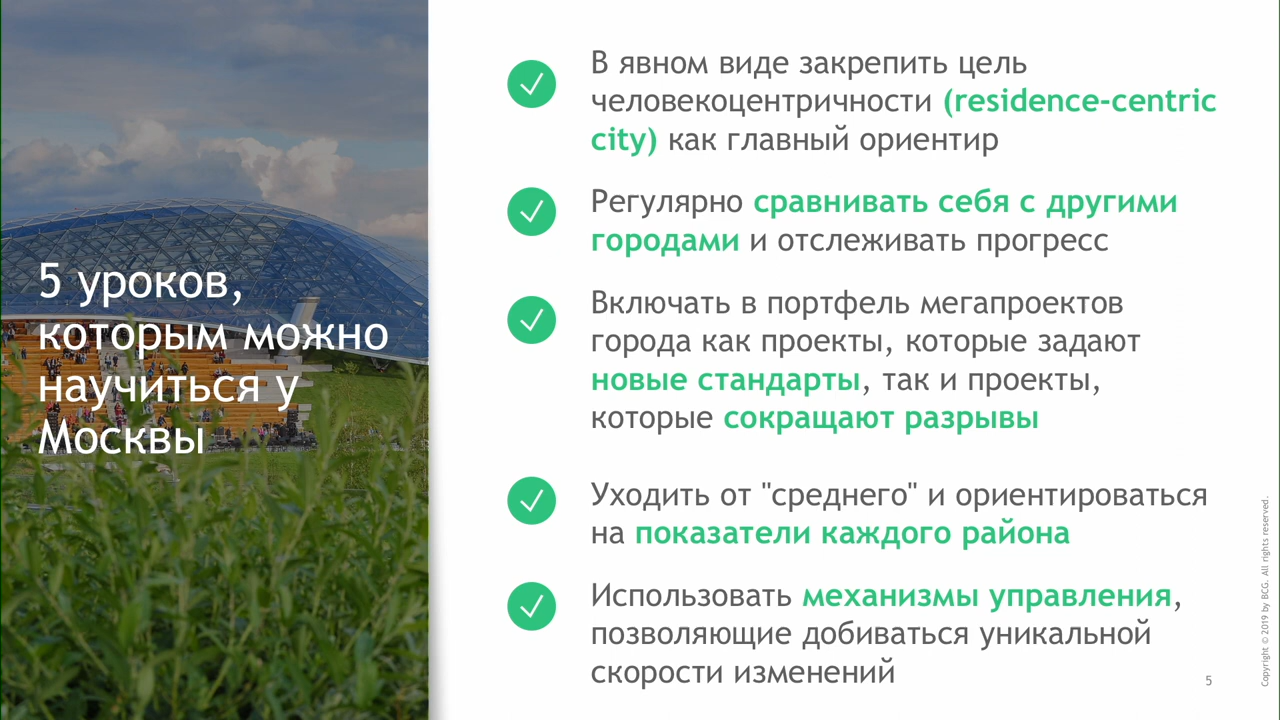 5 уроков,
которым можно
научиться у
Москвы
В явном виде закрепить цель
человекоцентричности (residence-centric
city) как главный ориентир
Регулярно сравнивать себя с другими
городами и отслеживать прогресс
Включать в портфель мегапроектов
города как проекты, которые задают
новые стандарты, так и проекты,
которые сокращают разрывы
Уходить от "среднего" и ориентироваться
на показатели каждого района
Использовать механизмы управления,
позволяющие добиваться уникальной
скорости изменений
5
Copyright © 2019 by BCG. All rights reserved.